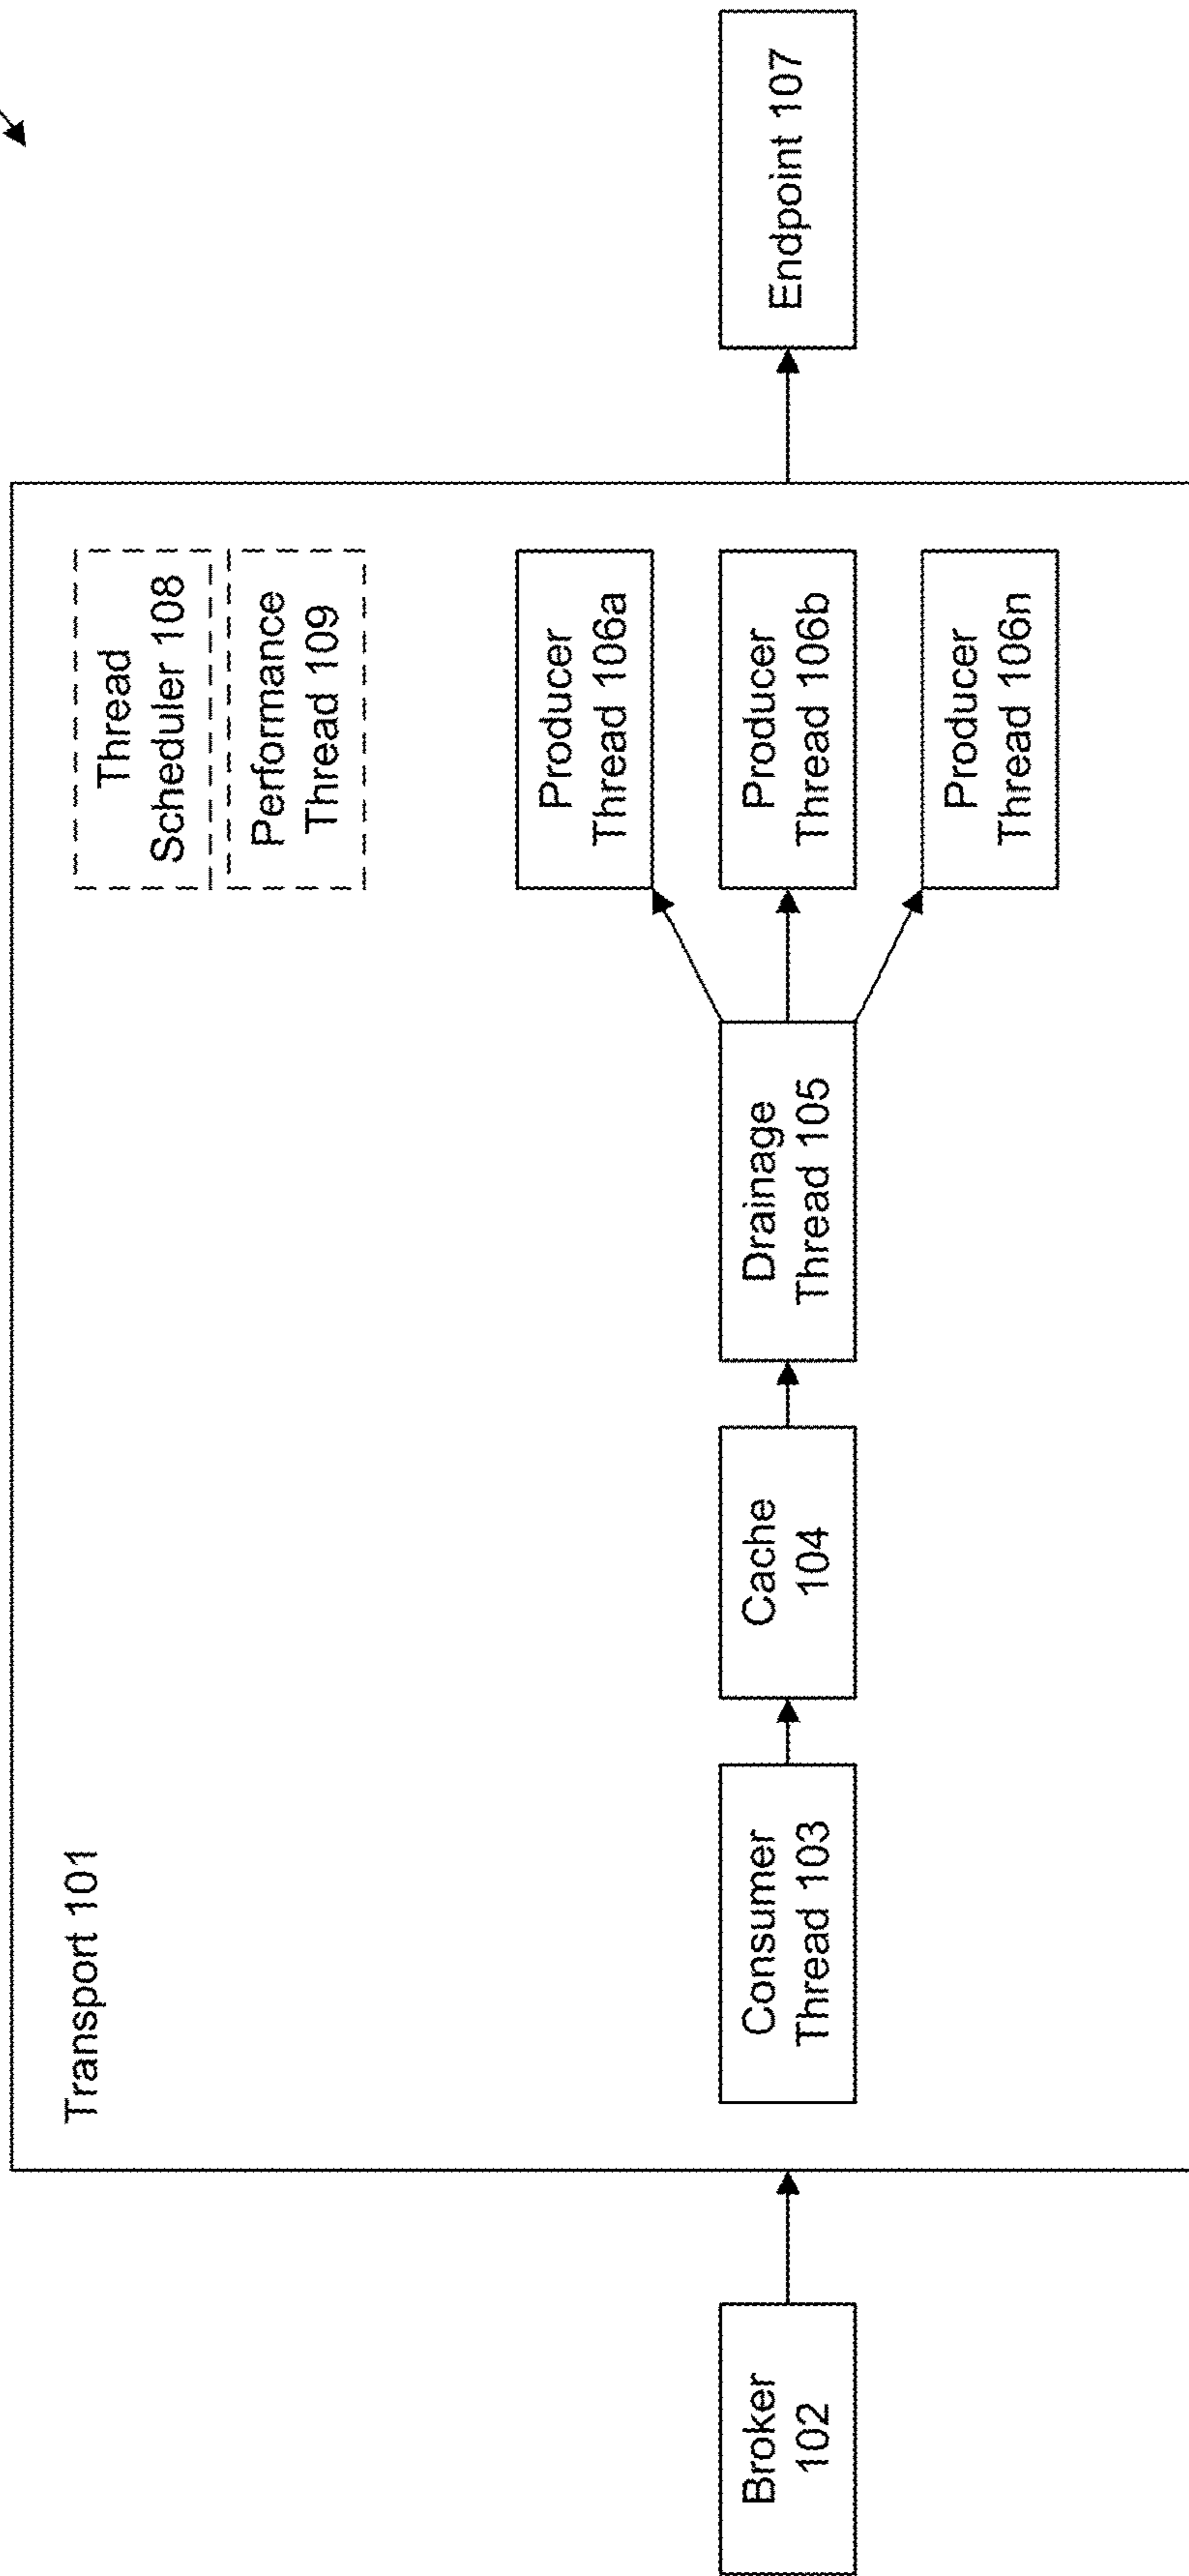 Transport 101
Thread
Scheduler 108
Performance
Thread 109
Producer
Thread 106a
Broker
102
Consumer
Thread 103
Cache
104
Drainage
Thread 105
Producer
Thread 106b
Endpoint 107
Producer
Thread 106n